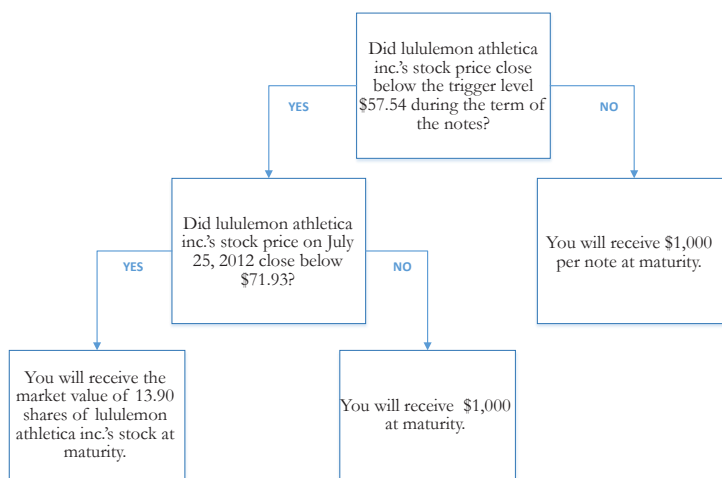 Did lululemon athletica
inc.'s stock price close
below the trigger level
$57.54 during the term of
the notes?
YES
NO
Did lululemon athletica
inc.'s stock price on July
25, 2012 close below
$71.93?
You will receive $1,000
per note at maturity.
YES
NO
You will receive the
market value of 13.90
shares of lululemon
athletica inc.'s stock at
maturity.
You will receive $1,000
at maturity.